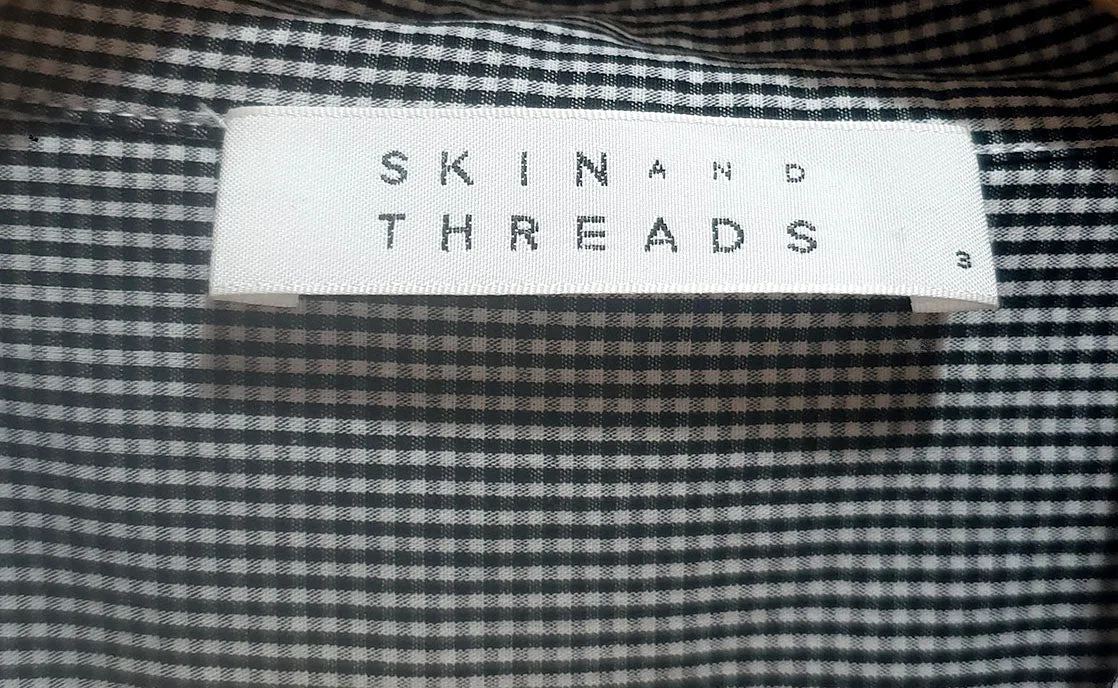 SKIN AND
THREADS
3